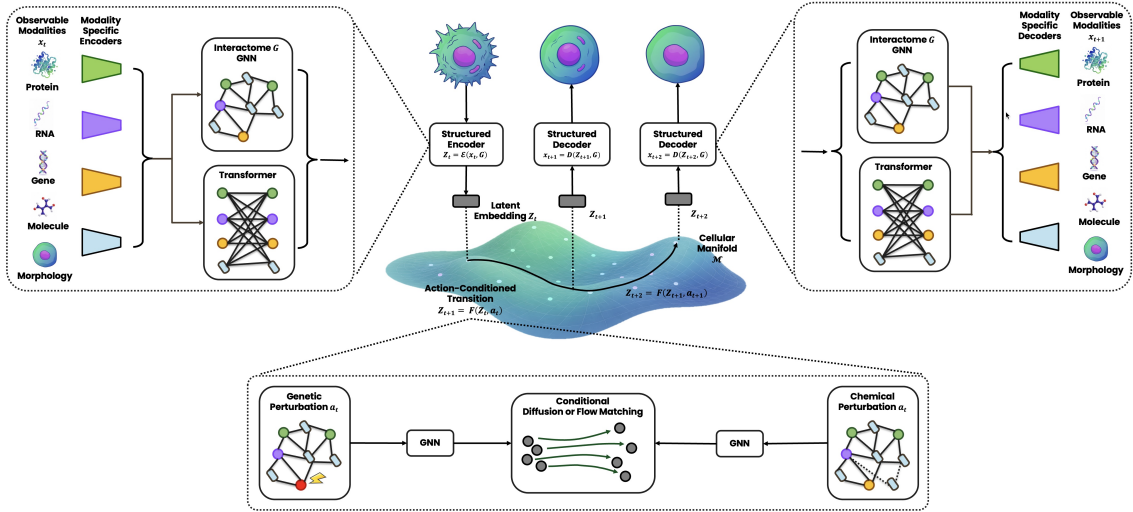 Observable
Modalities
x_t
Modality
Specific
Encoders
Protein
RNA
Gene
Molecule
Morphology
Interactome G
GNN
Transformer
Structured
Encoder
Z_t = E(x_t, G)
Structured
Decoder
x_{t+1} = D(Z_{t+1}, G)
Structured
Decoder
x_{t+2} = D(Z_{t+2}, G)
Latent
Embedding Z_t
Z_{t+1}
Z_{t+2}
Cellular
Manifold
ℳ
Action-Conditioned
Transition
Z_{t+1} = F(Z_t, a_t)
Z_{t+2} = F(Z_{t+1}, a_{t+1})
Interactome G
GNN
Transformer
Modality
Specific
Decoders
Observable
Modalities
x_{t+1}
Protein
RNA
Gene
Molecule
Morphology
Genetic
Perturbation a_t
GNN
Conditional
Diffusion or Flow Matching
GNN
Chemical
Perturbation a_t